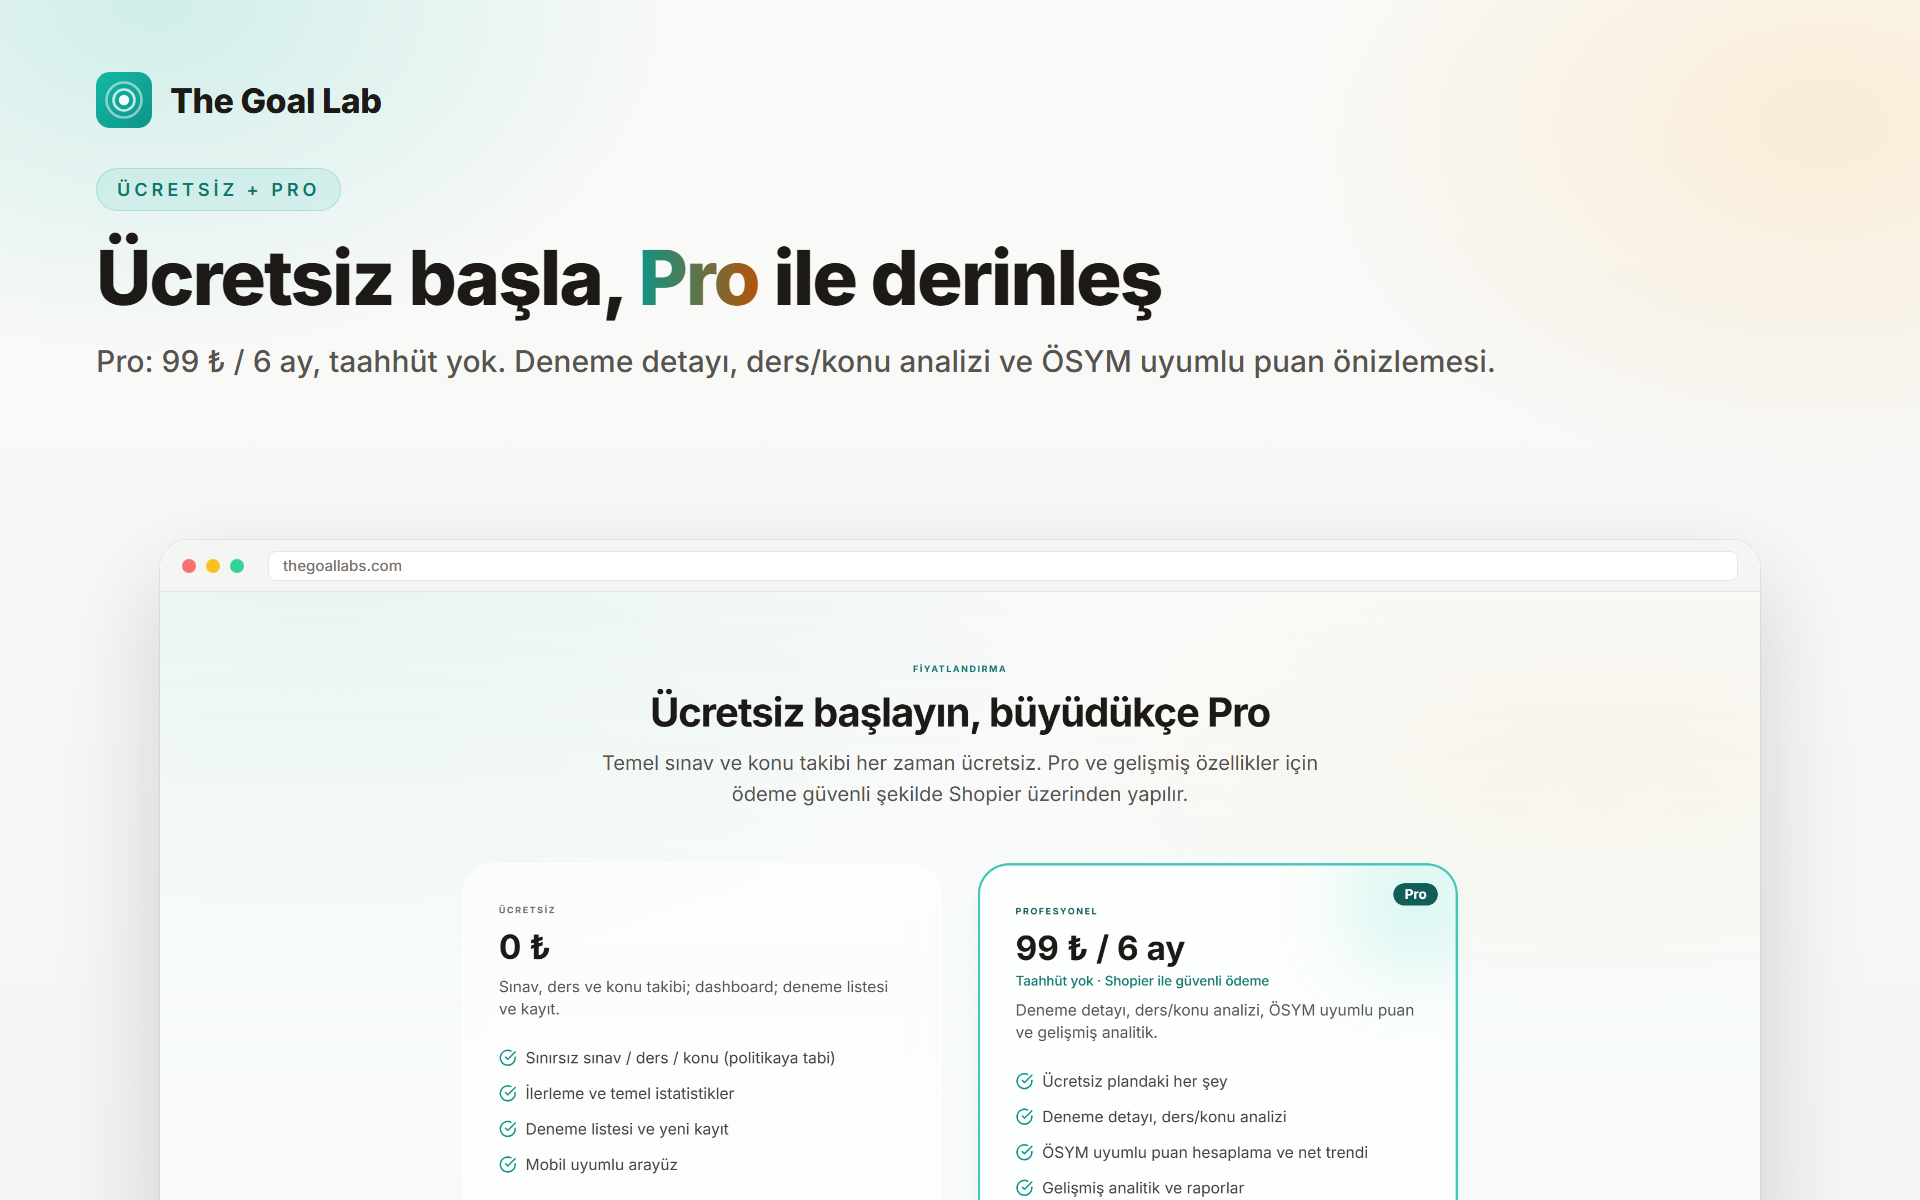 The Goal Lab
ÜCRETSİZ + PRO
Ücretsiz başla, Pro ile derinleş
Pro: 99 ₺ / 6 ay, taahhüt yok. Deneme detayı, ders/konu analizi ve ÖSYM uyumlu puan önizlemesi.
thegoallabs.com
FİYATLANDIRMA
Ücretsiz başlayın, büyüdükçe Pro
Temel sınav ve konu takibi her zaman ücretsiz. Pro ve gelişmiş özellikler için
ödeme güvenli şekilde Shopier üzerinden yapılır.
ÜCRETSİZ
0 ₺
Sınav, ders ve konu takibi; dashboard; deneme listesi
ve kayıt.
Sınırsız sınav / ders / konu (politikaya tabi)
İlerleme ve temel istatistikler
Deneme listesi ve yeni kayıt
Mobil uyumlu arayüz
Pro
PROFESYONEL
99 ₺ / 6 ay
Taahhüt yok · Shopier ile güvenli ödeme
Deneme detayı, ders/konu analizi, ÖSYM uyumlu puan
ve gelişmiş analitik.
Ücretsiz plandaki her şey
Deneme detayı, ders/konu analizi
ÖSYM uyumlu puan hesaplama ve net trendi
Gelişmiş analitik ve raporlar